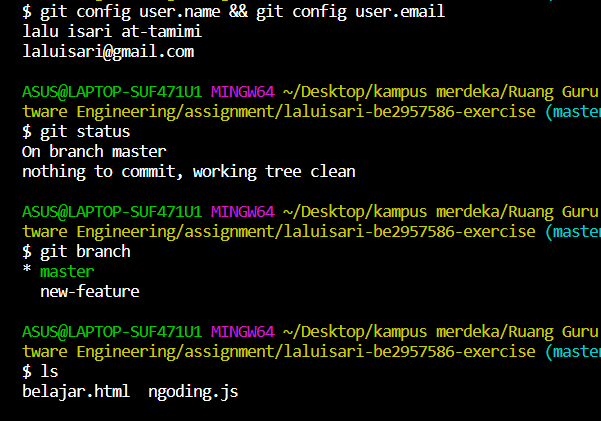 $ git config user.name && git config user.email
lalu isari at-tamimi
laluisari@gmail.com
ASUS@LAPTOP-SUF471U1 MINGW64 ~/Desktop/kampus merdeka/Ruang Guru
tware Engineering/assignment/laluisari-be2957586-exercise (maste
$ git status
On branch master
nothing to commit, working tree clean
ASUS@LAPTOP-SUF471U1 MINGW64 ~/Desktop/kampus merdeka/Ruang Guru
tware Engineering/assignment/laluisari-be2957586-exercise (maste
$ git branch
* master
new-feature
ASUS@LAPTOP-SUF471U1 MINGW64 ~/Desktop/kampus merdeka/Ruang Guru
tware Engineering/assignment/laluisari-be2957586-exercise (maste
$ ls
belajar.html ngoding.js